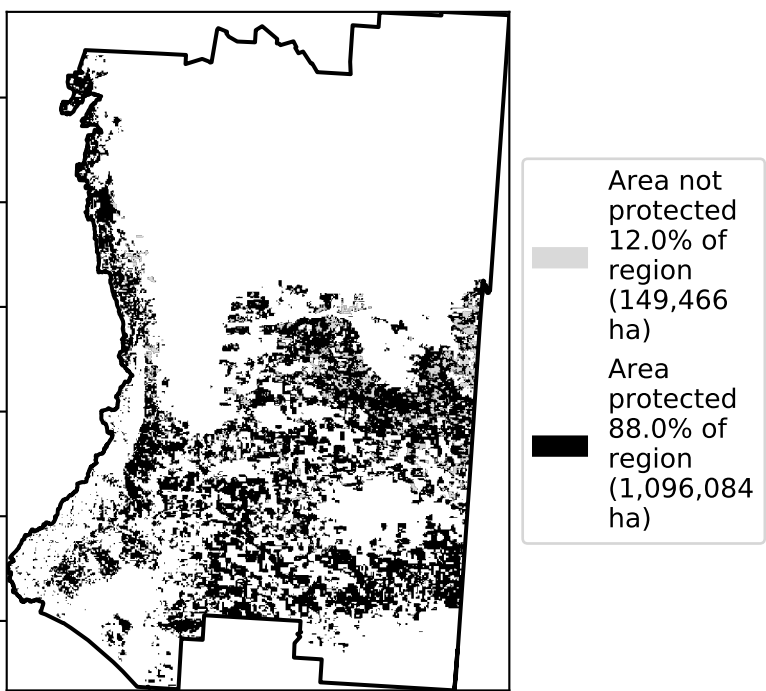 Area not
protected
12.0% of
region
(149,466
ha)
Area
protected
88.0% of
region
(1,096,084
ha)